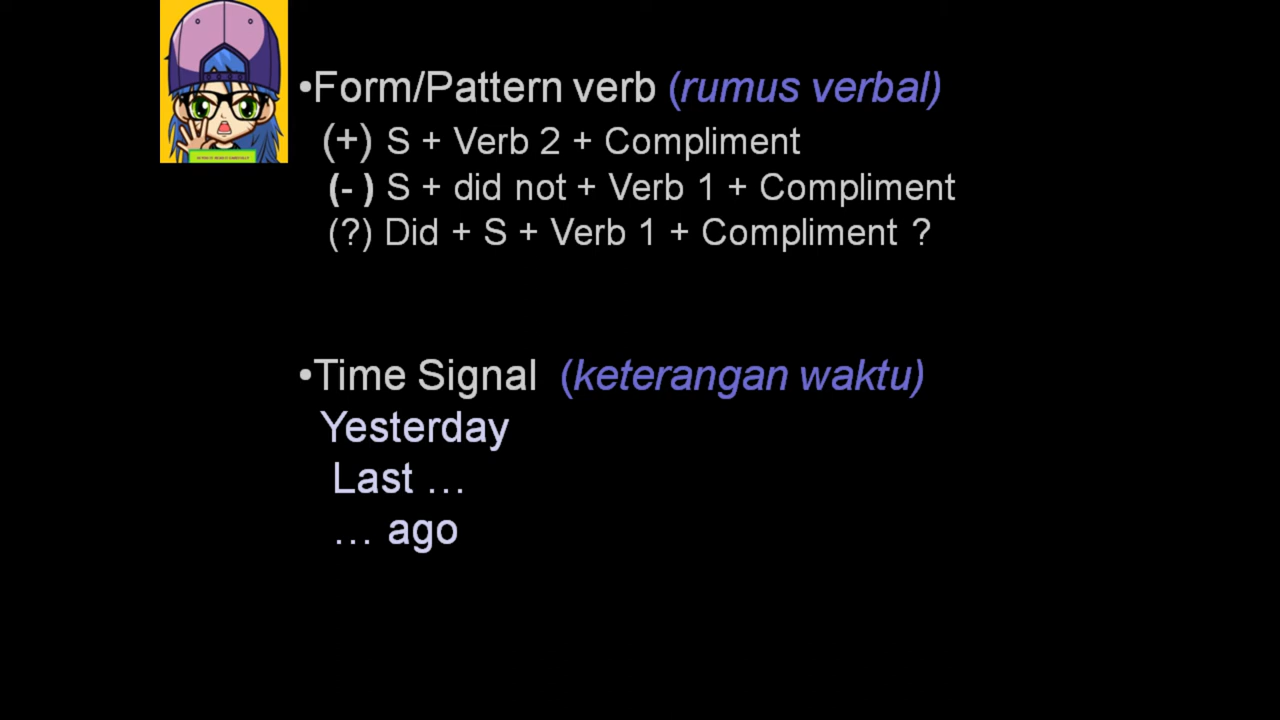 •Form/Pattern verb (rumus verbal)
(+) S + Verb 2 + Compliment
(- ) S + did not + Verb 1 + Compliment
(?) Did + S + Verb 1 + Compliment ?
•Time Signal (keterangan waktu)
Yesterday
Last …
… ago